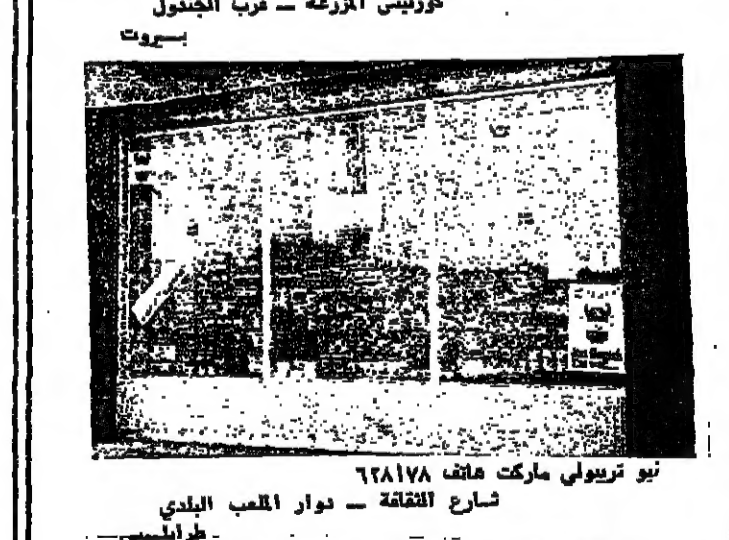 كورنيش المزرعة — قرب الجندول
بيروت
نيو تريبولي ماركت هاتف ٦٢٨١٧٨
شارع الثقافة — دوار الملعب البلدي
طرابلس